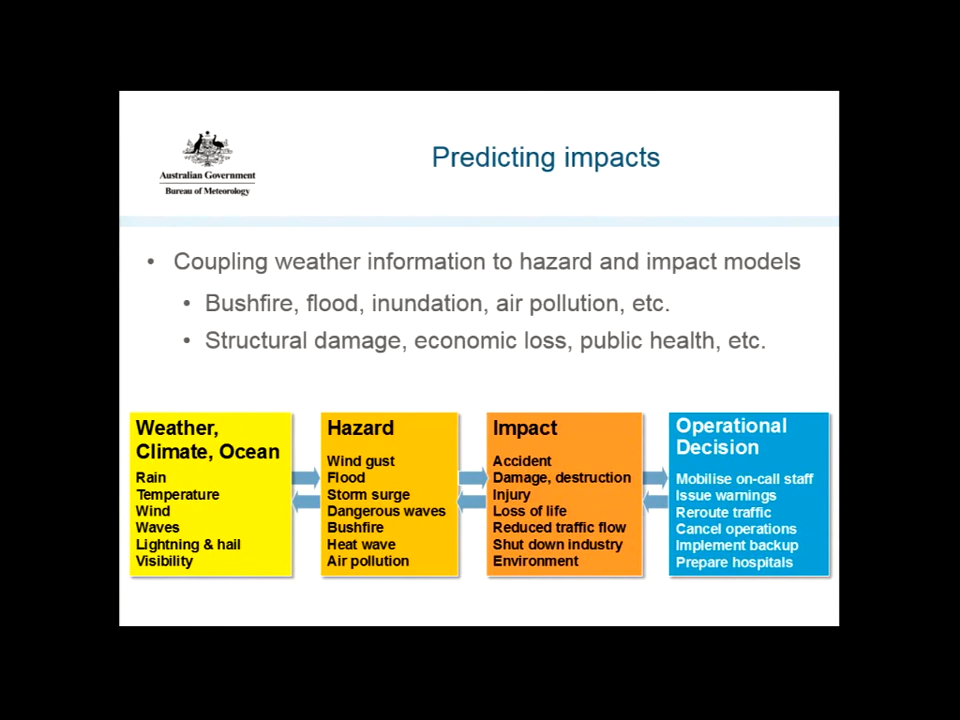 Australian Government
Bureau of Meteorology
Predicting impacts
• Coupling weather information to hazard and impact models
• Bushfire, flood, inundation, air pollution, etc.
• Structural damage, economic loss, public health, etc.
Weather,
Climate, Ocean
Rain
Temperature
Wind
Waves
Lightning & hail
Visibility
Hazard
Wind gust
Flood
Storm surge
Dangerous waves
Bushfire
Heat wave
Air pollution
Impact
Accident
Damage, destruction
Injury
Loss of life
Reduced traffic flow
Shut down industry
Environment
Operational
Decision
Mobilise on-call staff
Issue warnings
Reroute traffic
Cancel operations
Implement backup
Prepare hospitals